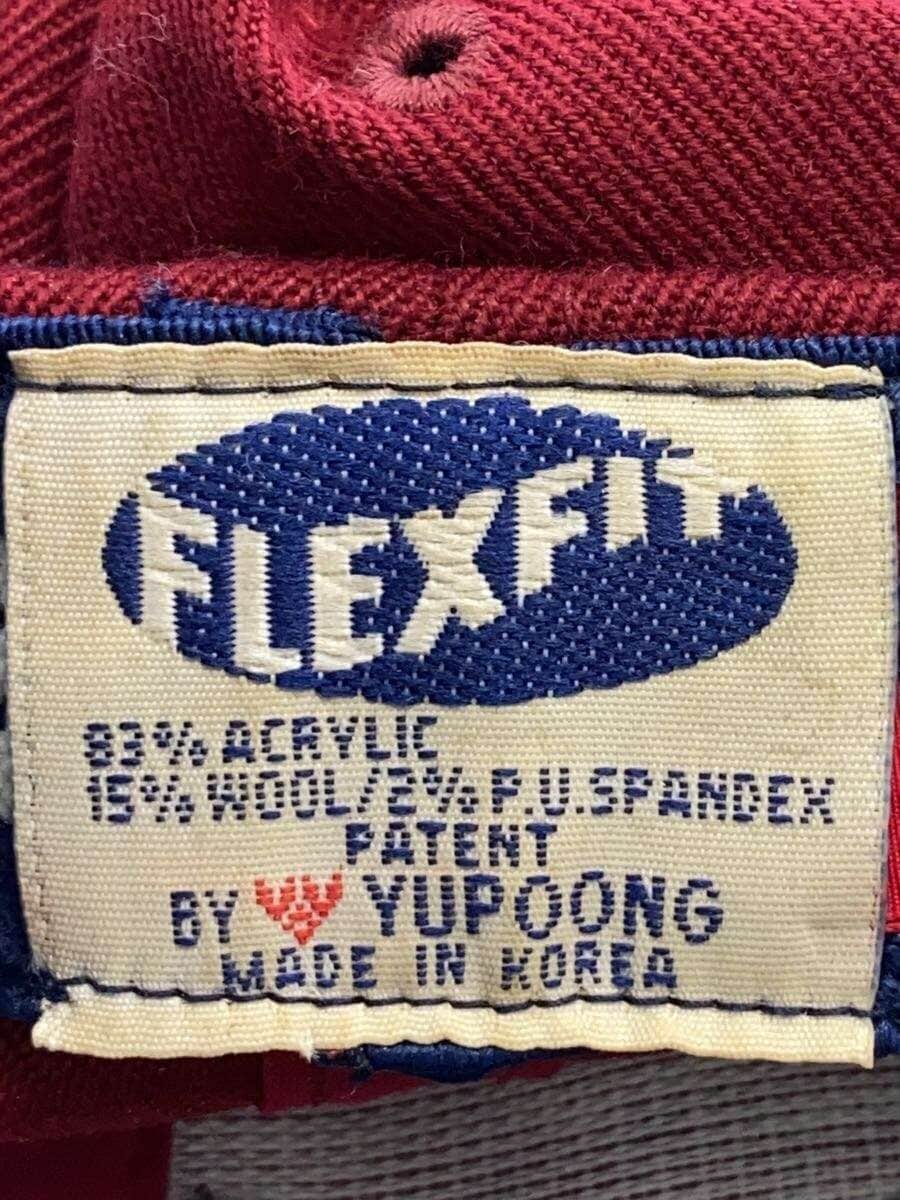 FLEXFIT
83% ACRYLIC
15% WOOL/2% P.U.SPANDEX
PATENT
BY YUPOONG
MADE IN KOREA